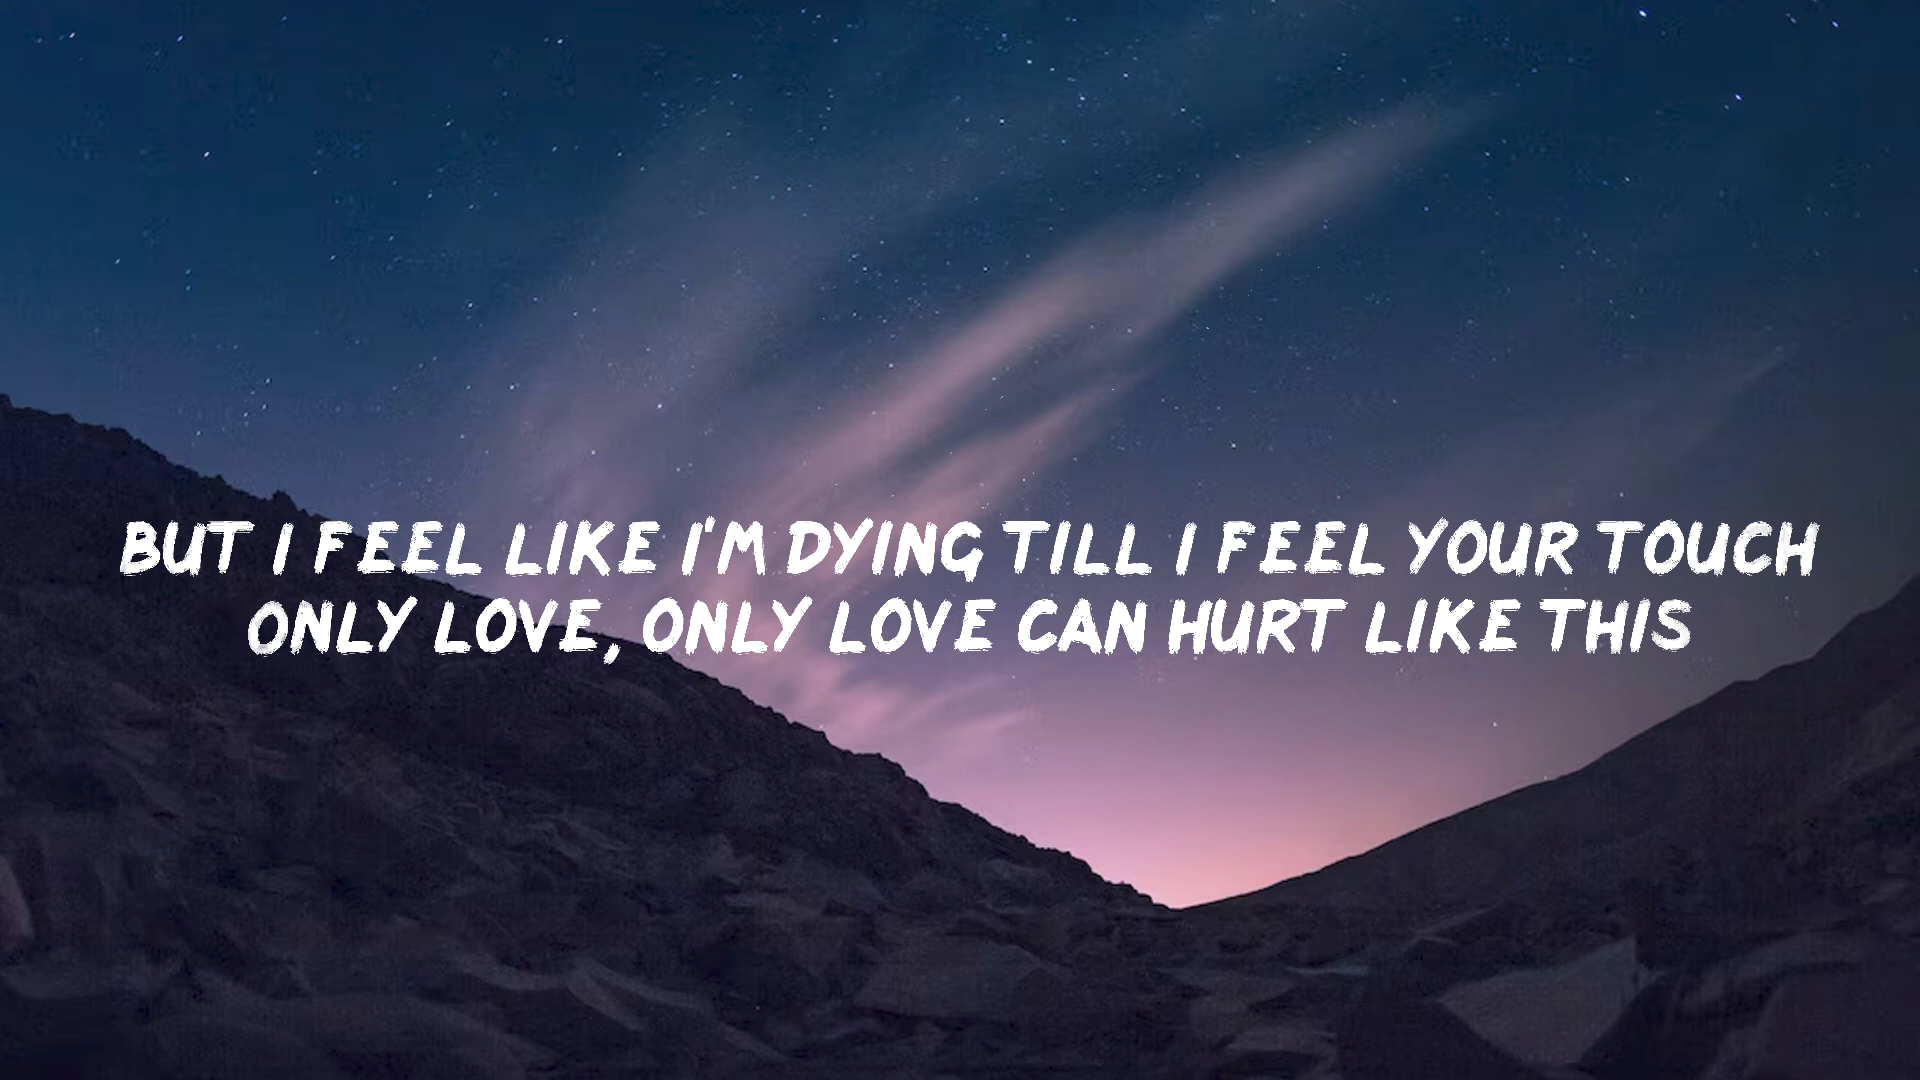 BUT I FEEL LIKE I'M DYING TILL I FEEL YOUR TOUCH
ONLY LOVE, ONLY LOVE CAN HURT LIKE THIS